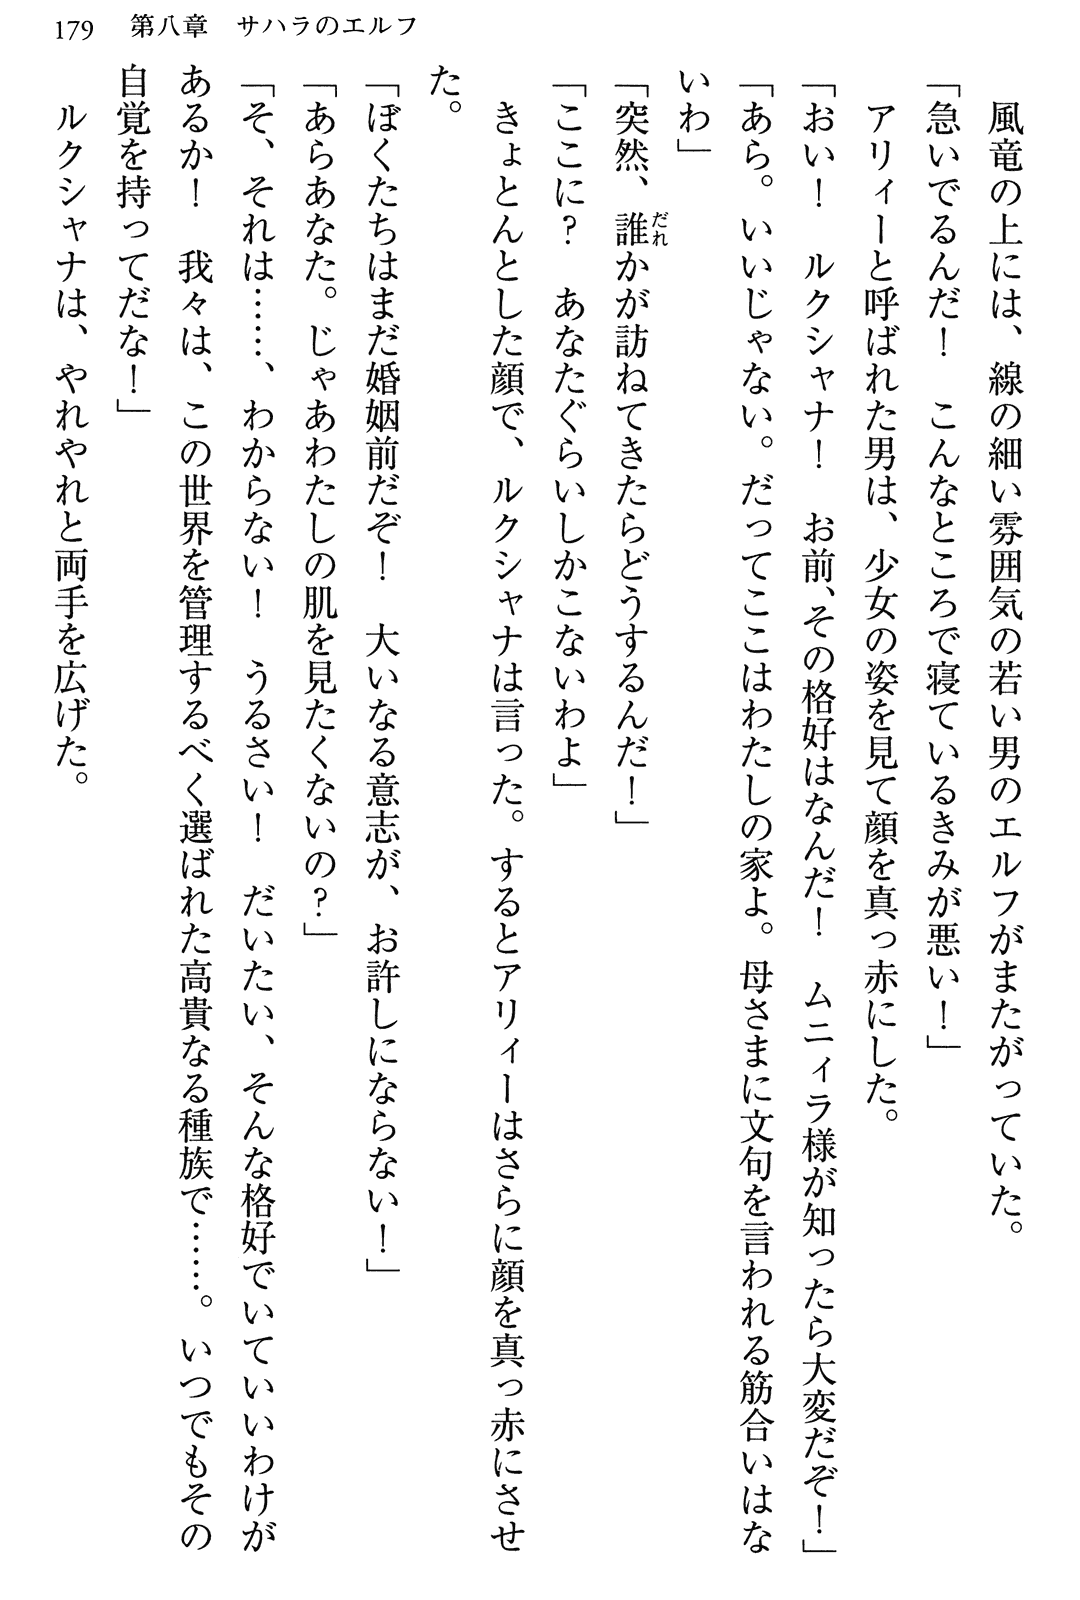 179　第八章　サハラのエルフ
　風竜の上には、線の細い雰囲気の若い男のエルフがまたがっていた。
「急いでるんだ！　こんなところで寝ているきみが悪い！」
　アリィーと呼ばれた男は、少女の姿を見て顔を真っ赤にした。
「おい！　ルクシャナ！　お前、その格好はなんだ！　ムニィラ様が知ったら大変だぞ！」
「あら。いいじゃない。だってここはわたしの家よ。母さまに文句を言われる筋合いはな
いわ」
「突然、誰かが訪ねてきたらどうするんだ！」
だれ
「ここに？　あなたぐらいしかこないわよ」
　きょとんとした顔で、ルクシャナは言った。するとアリィーはさらに顔を真っ赤にさせ
た。
「ぼくたちはまだ婚姻前だぞ！　大いなる意志が、お許しにならない！」
「あらあなた。じゃあわたしの肌を見たくないの？」
「そ、それは……、わからない！　うるさい！　だいたい、そんな格好でいていいわけが
あるか！　我々は、この世界を管理するべく選ばれた高貴なる種族で……。いつでもその
自覚を持ってだな！」
　ルクシャナは、やれやれと両手を広げた。